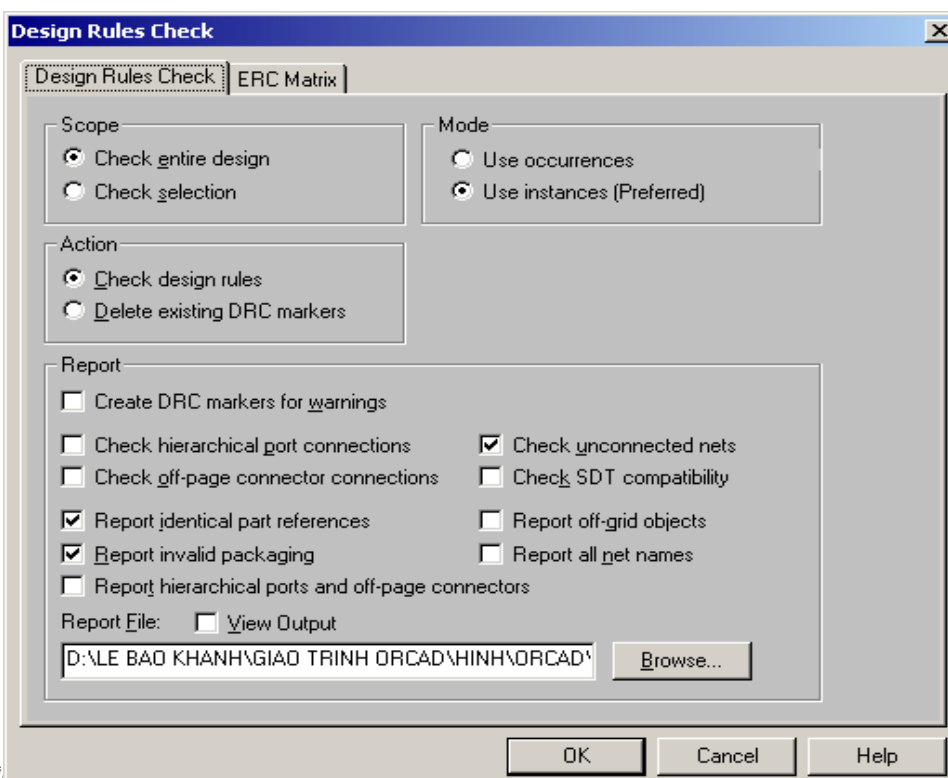 Design Rules Check
Design Rules Check ERC Matrix
Scope
Check entire design
Check selection
Mode
Use occurrences
Use instances (Preferred)
Action
Check design rules
Delete existing DRC markers
Report
Create DRC markers for warnings
Check hierarchical port connections
Check unconnected nets
Check off-page connector connections
Check SDT compatibility
Report identical part references
Report off-grid objects
Report invalid packaging
Report all net names
Report hierarchical ports and off-page connectors
Report File: View Output
D:\LE BAO KHANH\GIAO TRINH ORCAD\HINH\ORCAD\
Browse...
OK Cancel Help